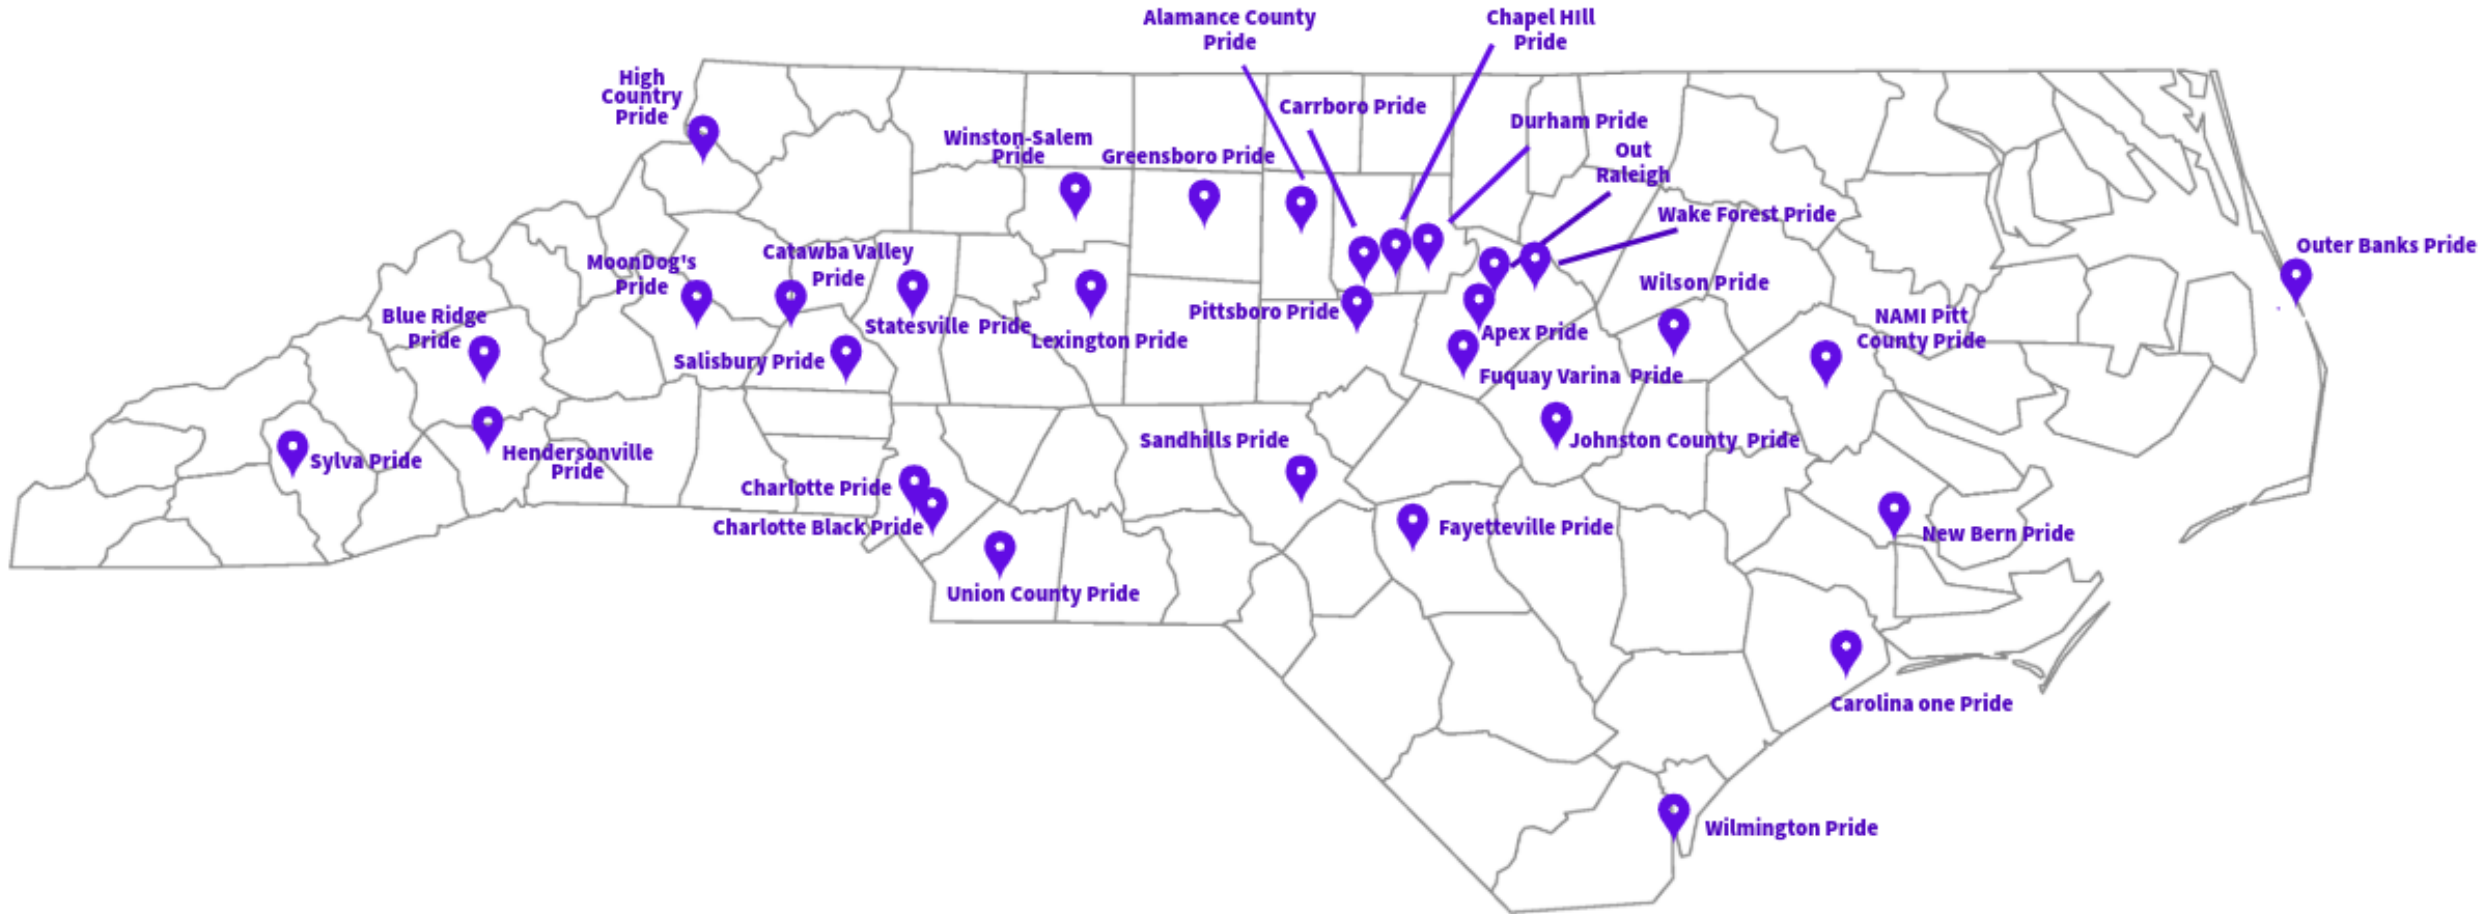 Alamance County
Pride
Chapel HIll
Pride
High
Country
Pride
Carrboro Pride
Durham Pride
Winston-Salem
Pride
Greensboro Pride
Out
Raleigh
Wake Forest Pride
Outer Banks Pride
MoonDog's
Pride
Catawba Valley
Pride
Wilson Pride
Blue Ridge
Pride
Statesville Pride
Lexington Pride
Pittsboro Pride
Apex Pride
NAMI Pitt
County Pride
Salisbury Pride
Fuquay Varina Pride
Sylva Pride
Hendersonville
Pride
Sandhills Pride
Johnston County Pride
Charlotte Pride
Charlotte Black Pride
Fayetteville Pride
New Bern Pride
Union County Pride
Carolina one Pride
Wilmington Pride